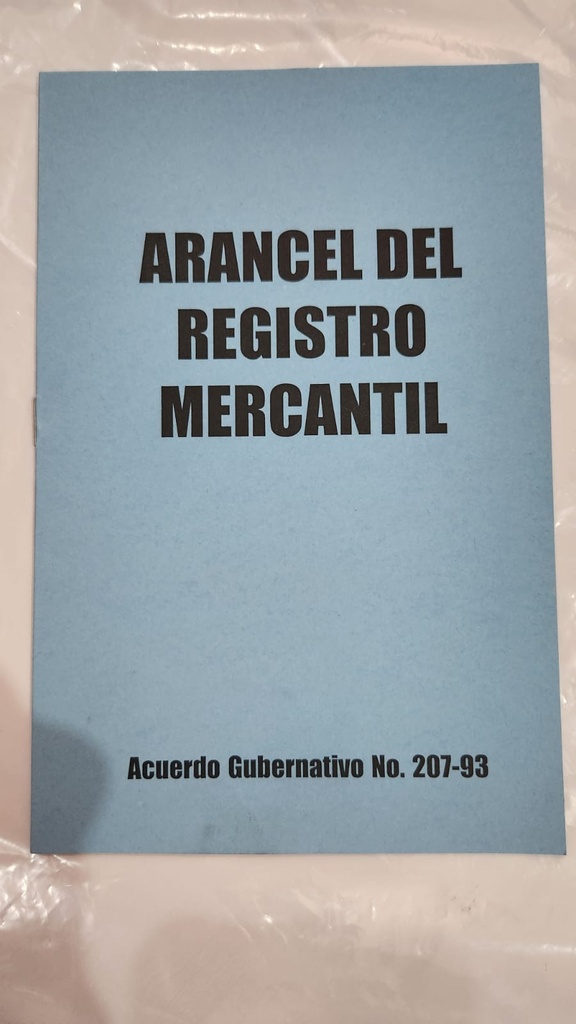 ARANCEL DEL
REGISTRO
MERCANTIL
Acuerdo Gubernativo No. 207-93